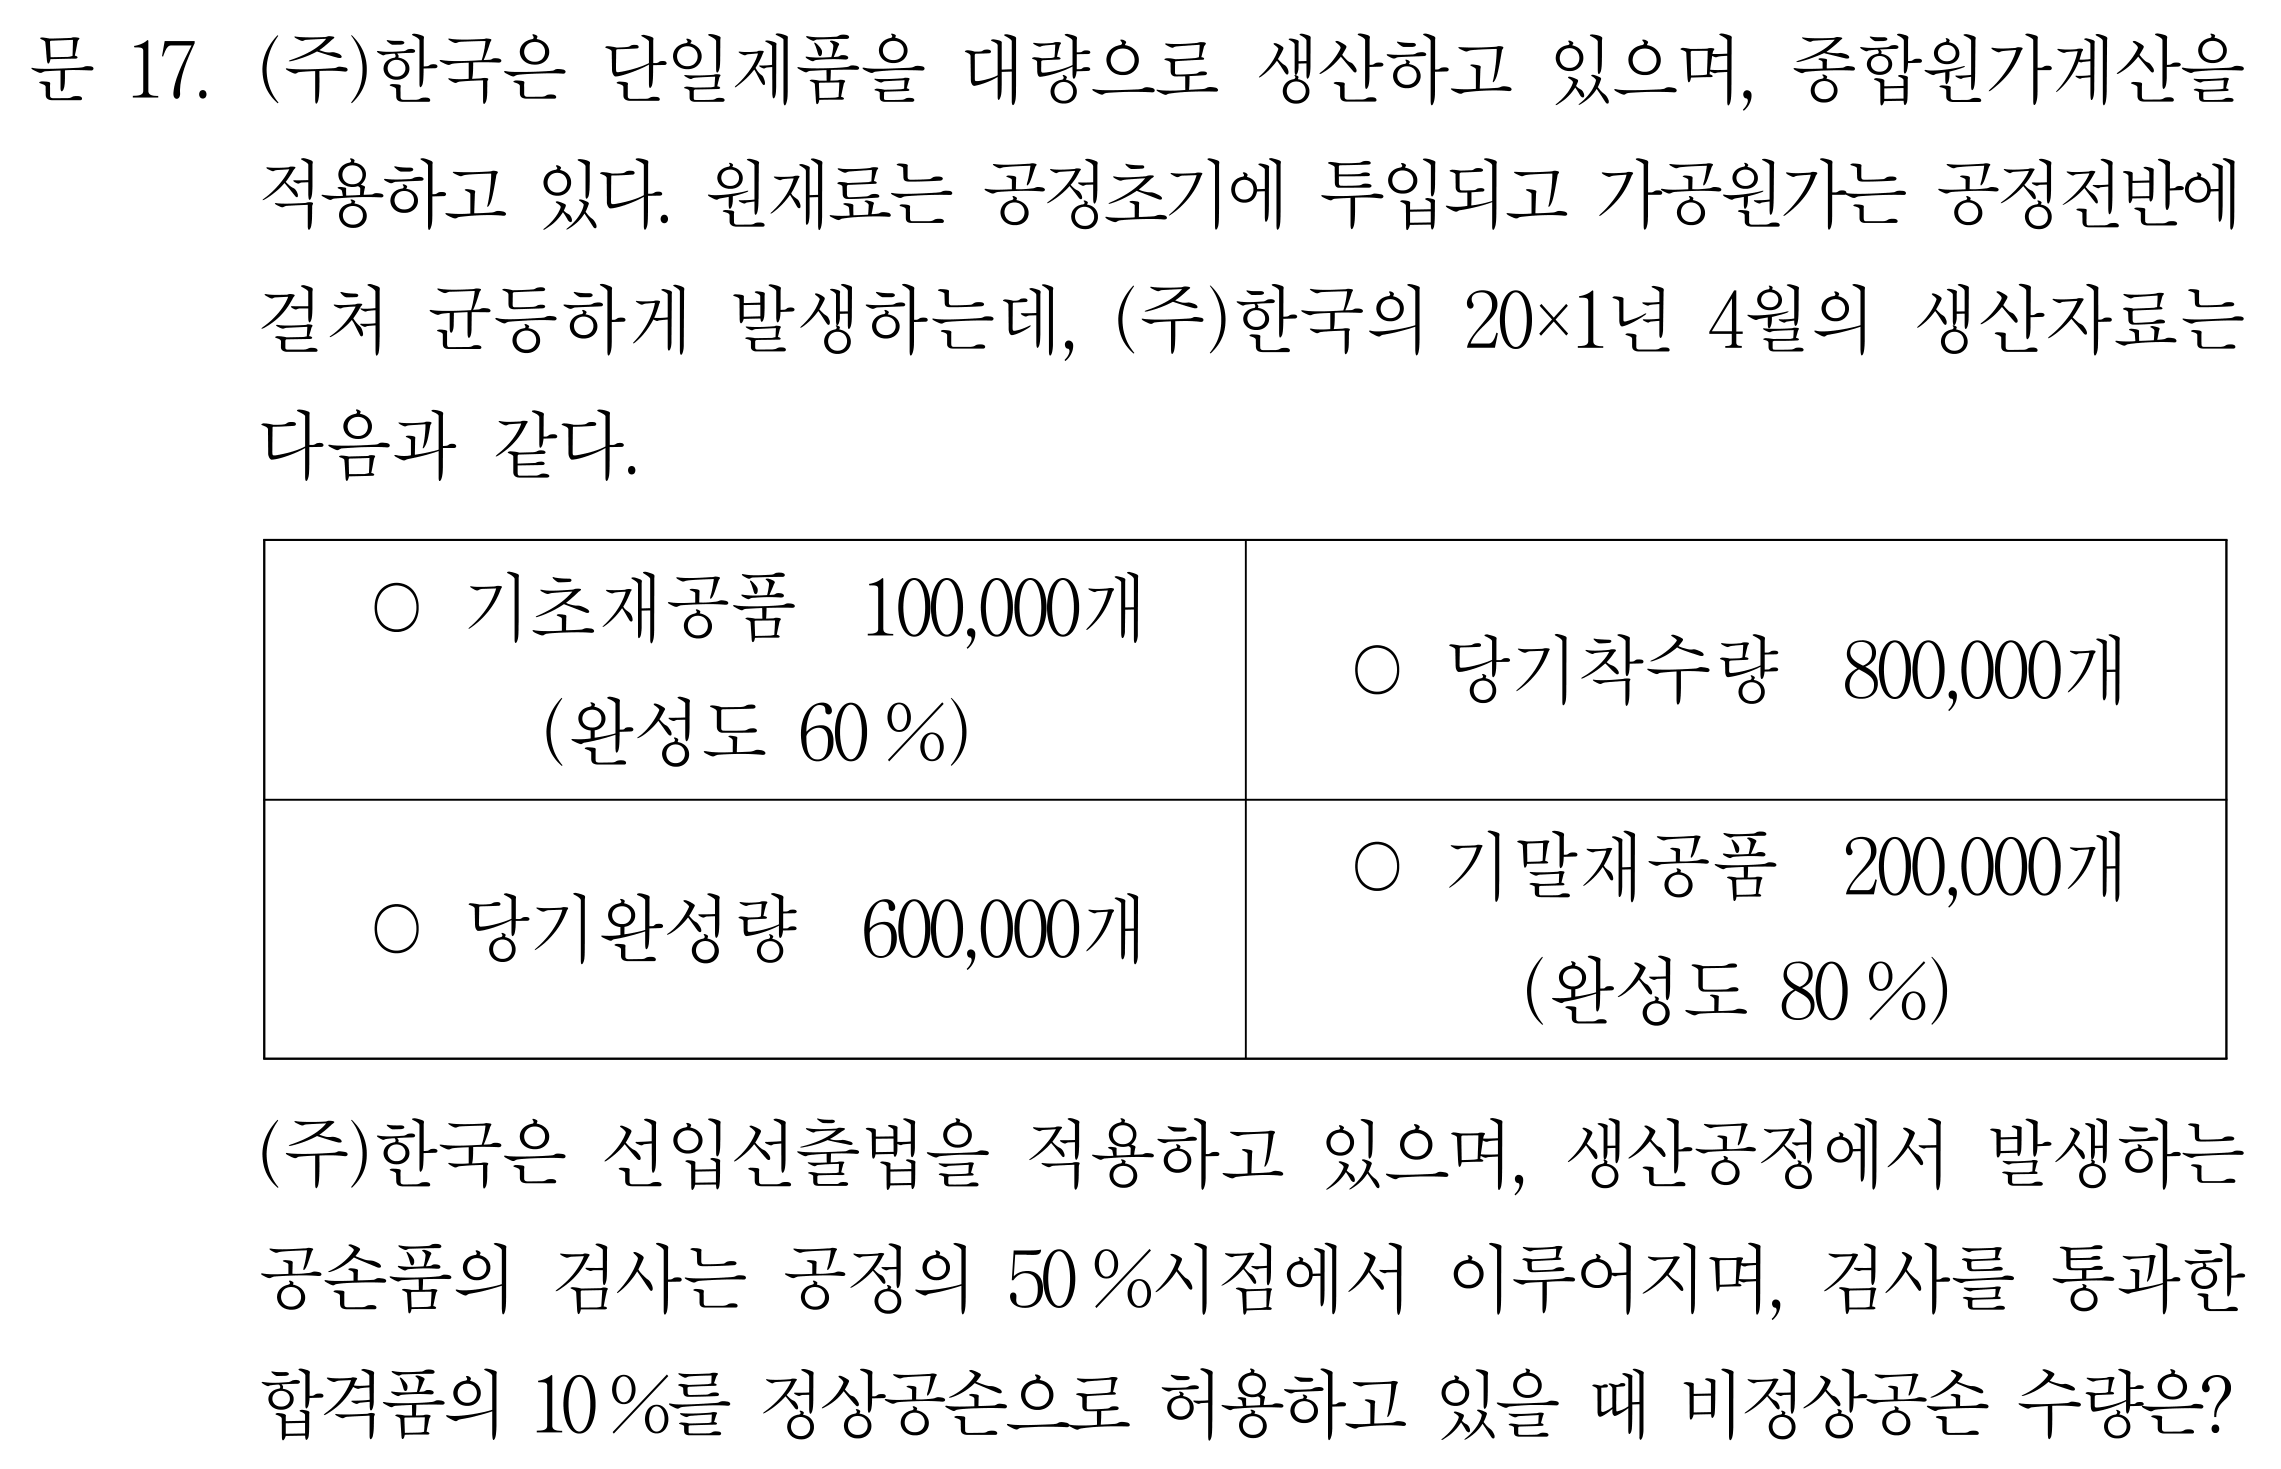 문 17. (주)한국은 단일제품을 대량으로 생산하고 있으며, 종합원가계산을
적용하고 있다. 원재료는 공정초기에 투입되고 가공원가는 공정전반에
걸쳐 균등하게 발생하는데, (주)한국의 20×1년 4월의 생산자료는
다음과 같다.
○ 기초재공품 100,000개
(완성도 60 %)
○ 당기착수량 800,000개
○ 당기완성량 600,000개
○ 기말재공품 200,000개
(완성도 80 %)
(주)한국은 선입선출법을 적용하고 있으며, 생산공정에서 발생하는
공손품의 검사는 공정의 50 %시점에서 이루어지며, 검사를 통과한
합격품의 10 %를 정상공손으로 허용하고 있을 때 비정상공손 수량은?